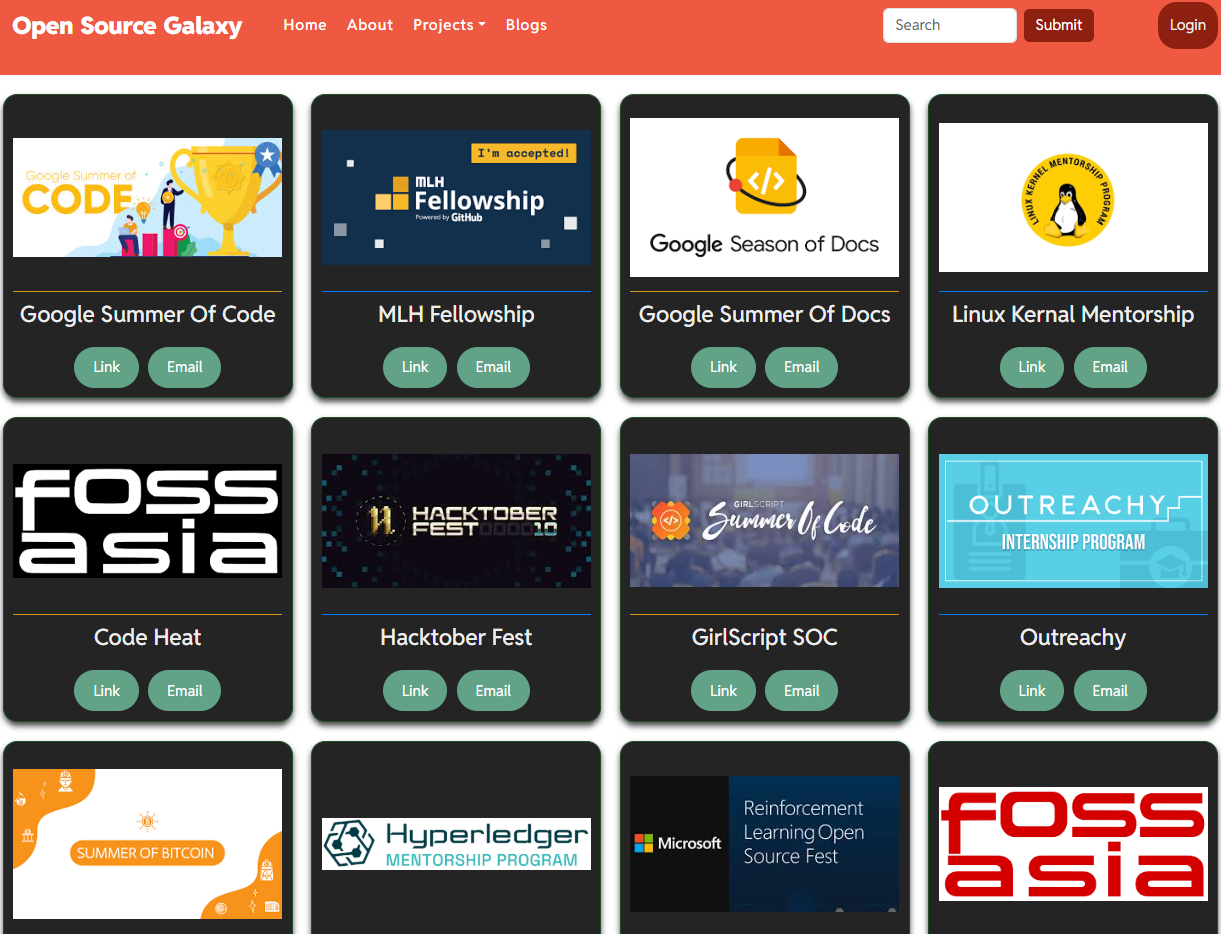 Open Source Galaxy
Home About Projects Blogs
Search Submit Login
Google Summer of
CODE
Google Summer Of Code
Link Email
I'm accepted!
MLH
Fellowship
Powered by GitHub
MLH Fellowship
Link Email
</>
Google Season of Docs
Google Summer Of Docs
Link Email
LINUX KERNEL MENTORSHIP PROGRAM
Linux Kernal Mentorship
Link Email
foss
asia
Code Heat
Link Email
HACKTOBER
FEST000010
Hacktober Fest
Link Email
GIRLSCRIPT
</> Summer Of Code
GirlScript SOC
Link Email
OUTREACHY
INTERNSHIP PROGRAM
Outreachy
Link Email
SUMMER OF BITCOIN
Hyperledger
MENTORSHIP PROGRAM
Microsoft
Reinforcement
Learning Open
Source Fest
foss
asia